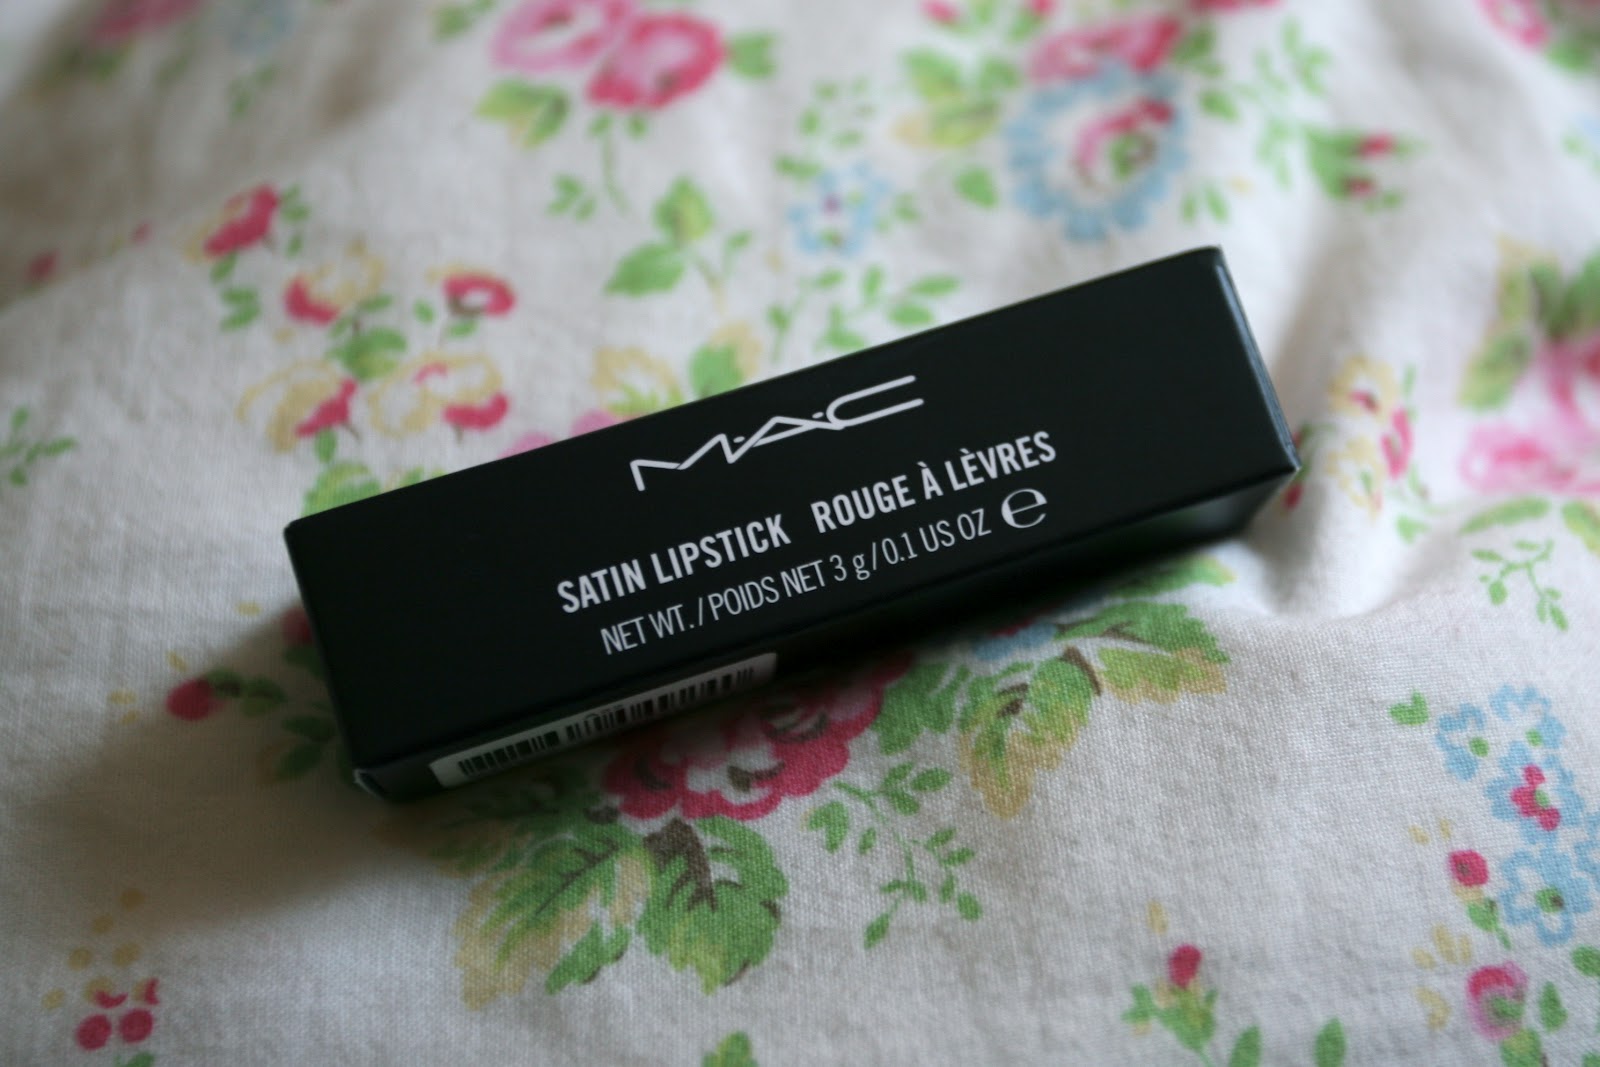 M·A·C
SATIN LIPSTICK ROUGE À LÈVRES
NET WT./POIDS NET 3 g/0.1 US OZ ℮